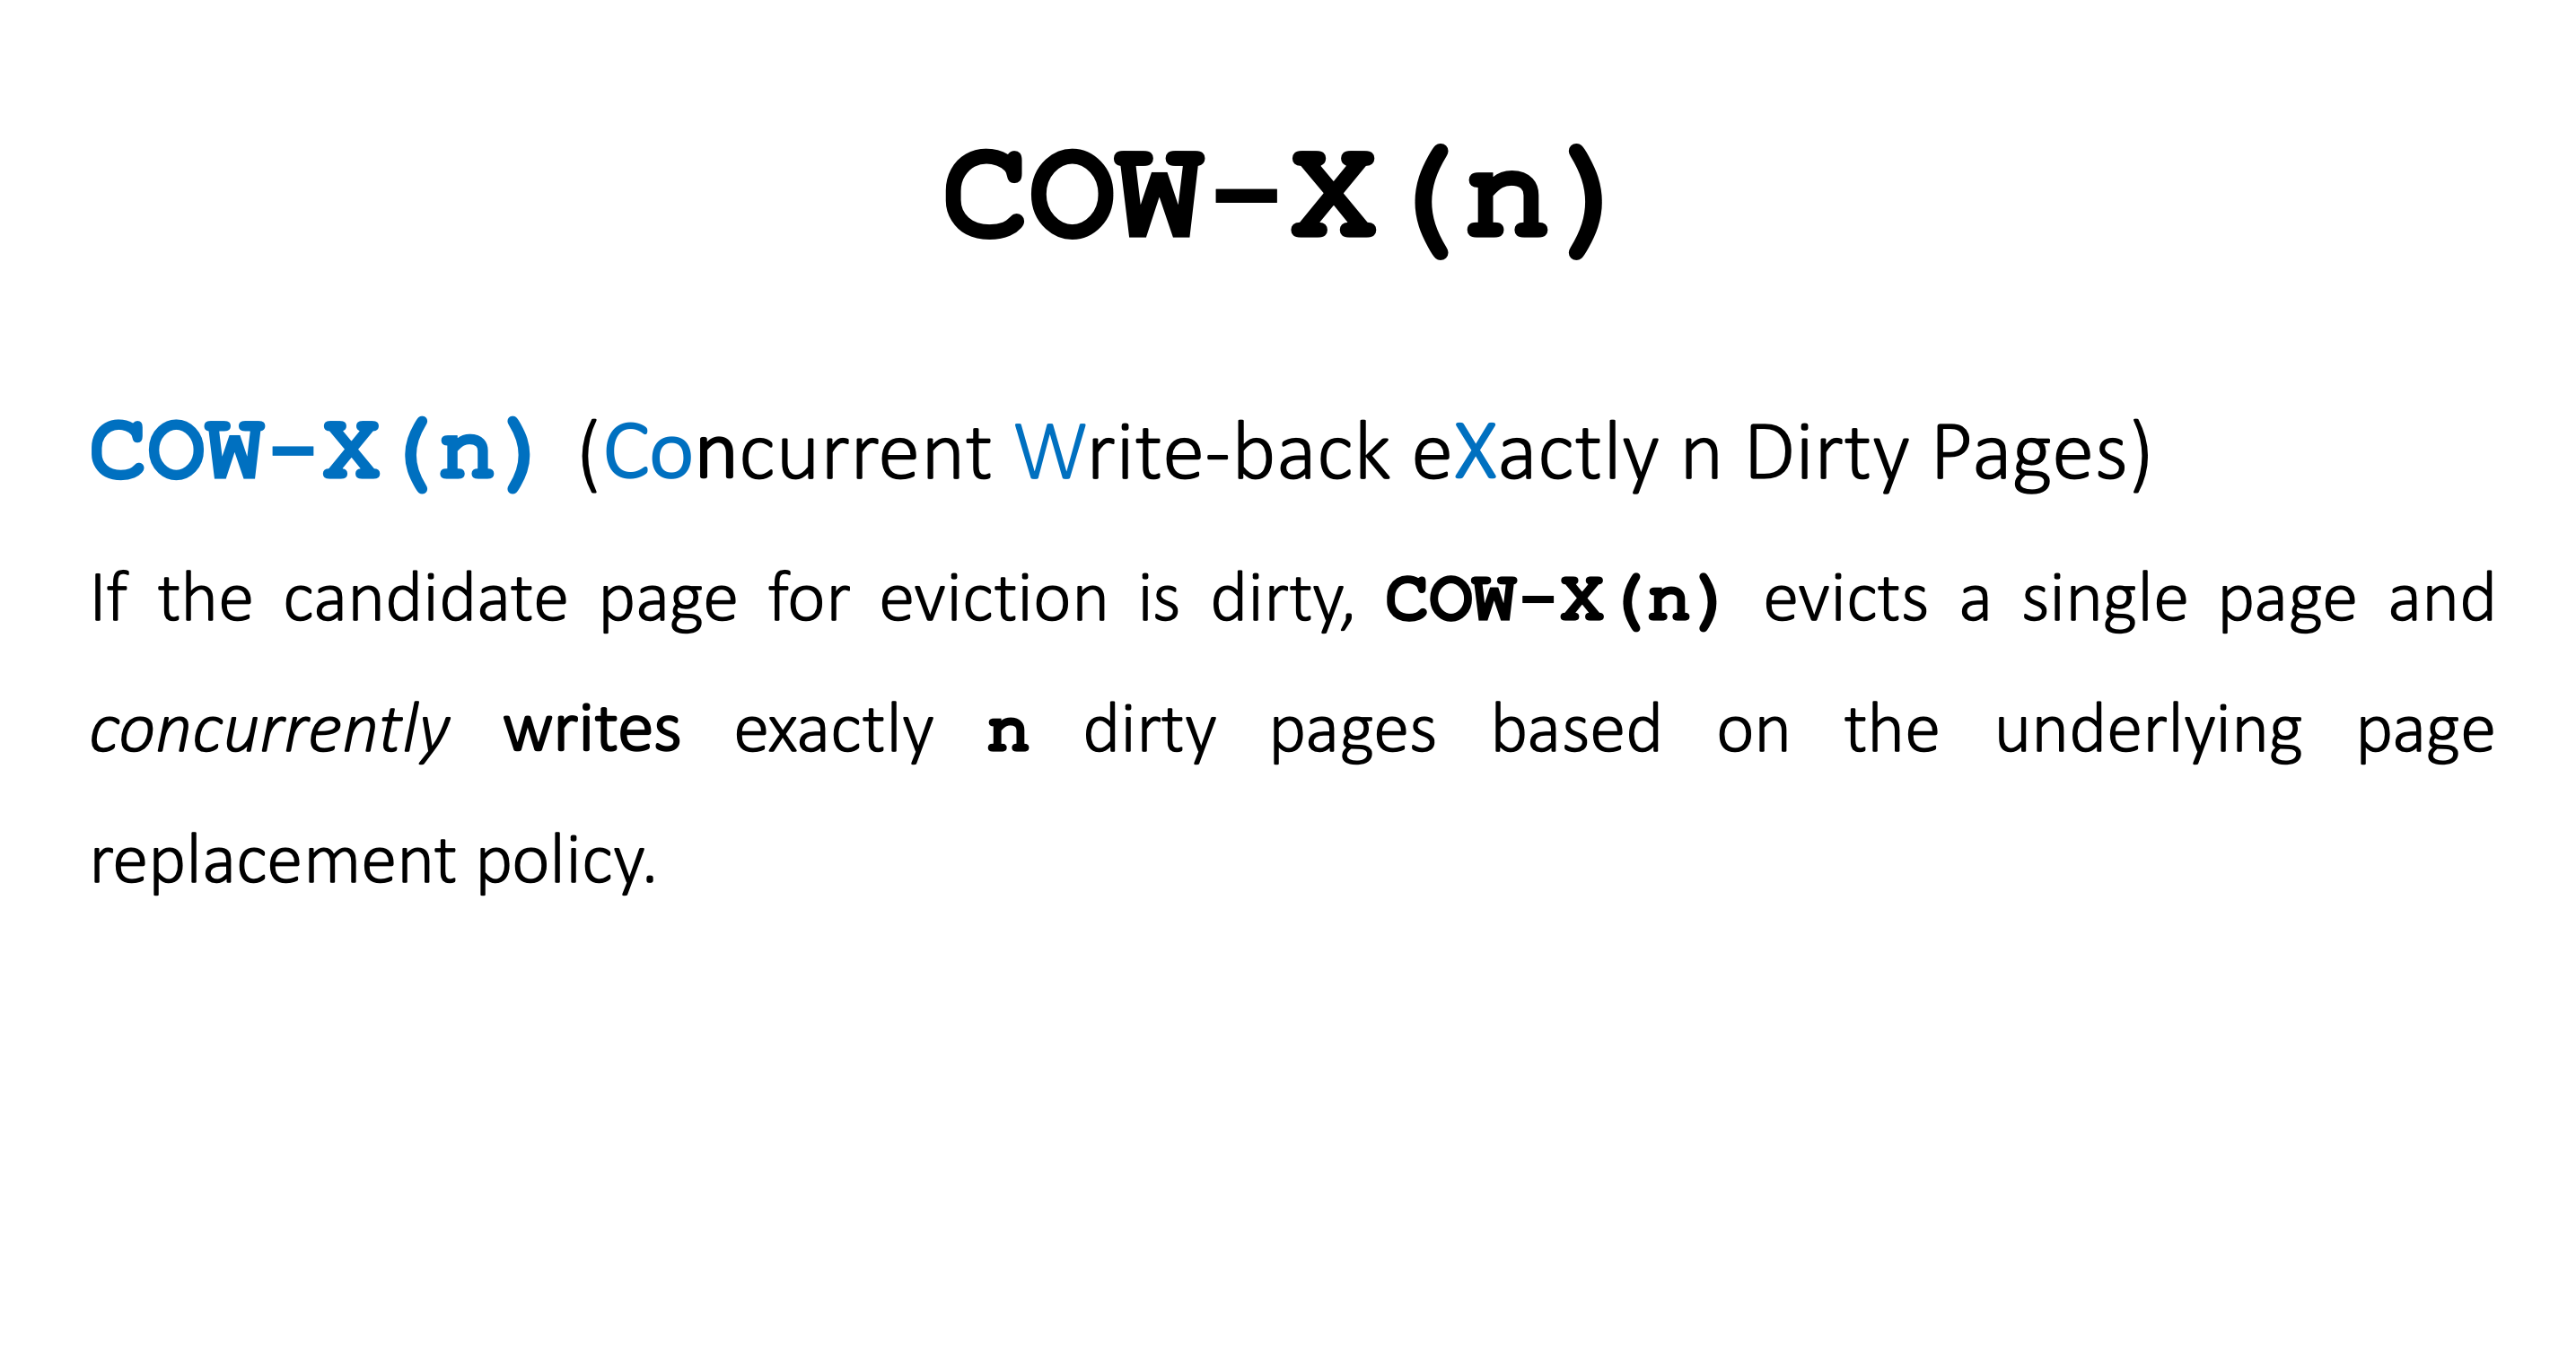 COW-X(n)
COW-X(n) (Concurrent Write-back eXactly n Dirty Pages)
If the candidate page for eviction is dirty, COW-X(n) evicts a single page and
concurrently writes exactly n dirty pages based on the underlying page
replacement policy.